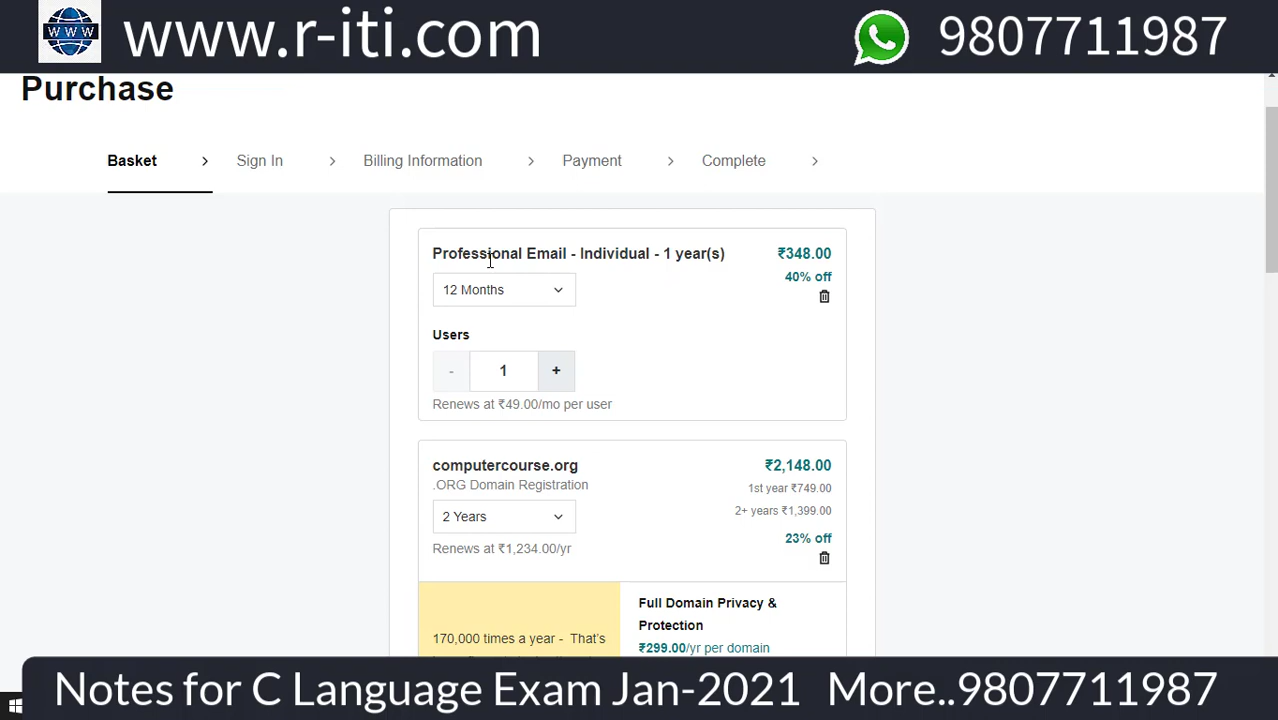 WWW
www.r-iti.com
9807711987
Purchase
Basket
Sign In
Billing Information
Payment
Complete
Professional Email - Individual - 1 year(s)
₹348.00
40% off
12 Months
Users
-
1
+
Renews at ₹49.00/mo per user
computercourse.org
₹2,148.00
.ORG Domain Registration
1st year ₹749.00
2+ years ₹1,399.00
2 Years
23% off
Renews at ₹1,234.00/yr
170,000 times a year - That's
Full Domain Privacy &
Protection
₹299.00/yr per domain
Notes for C Language Exam Jan-2021 More..9807711987